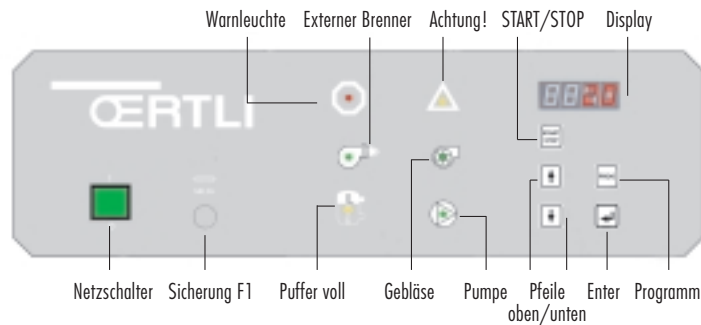 Warnleuchte Externer Brenner Achtung! START/STOP Display
ŒRTLI
20
Netzschalter Sicherung F1 Puffer voll Gebläse Pumpe Pfeile oben/unten Enter Programm